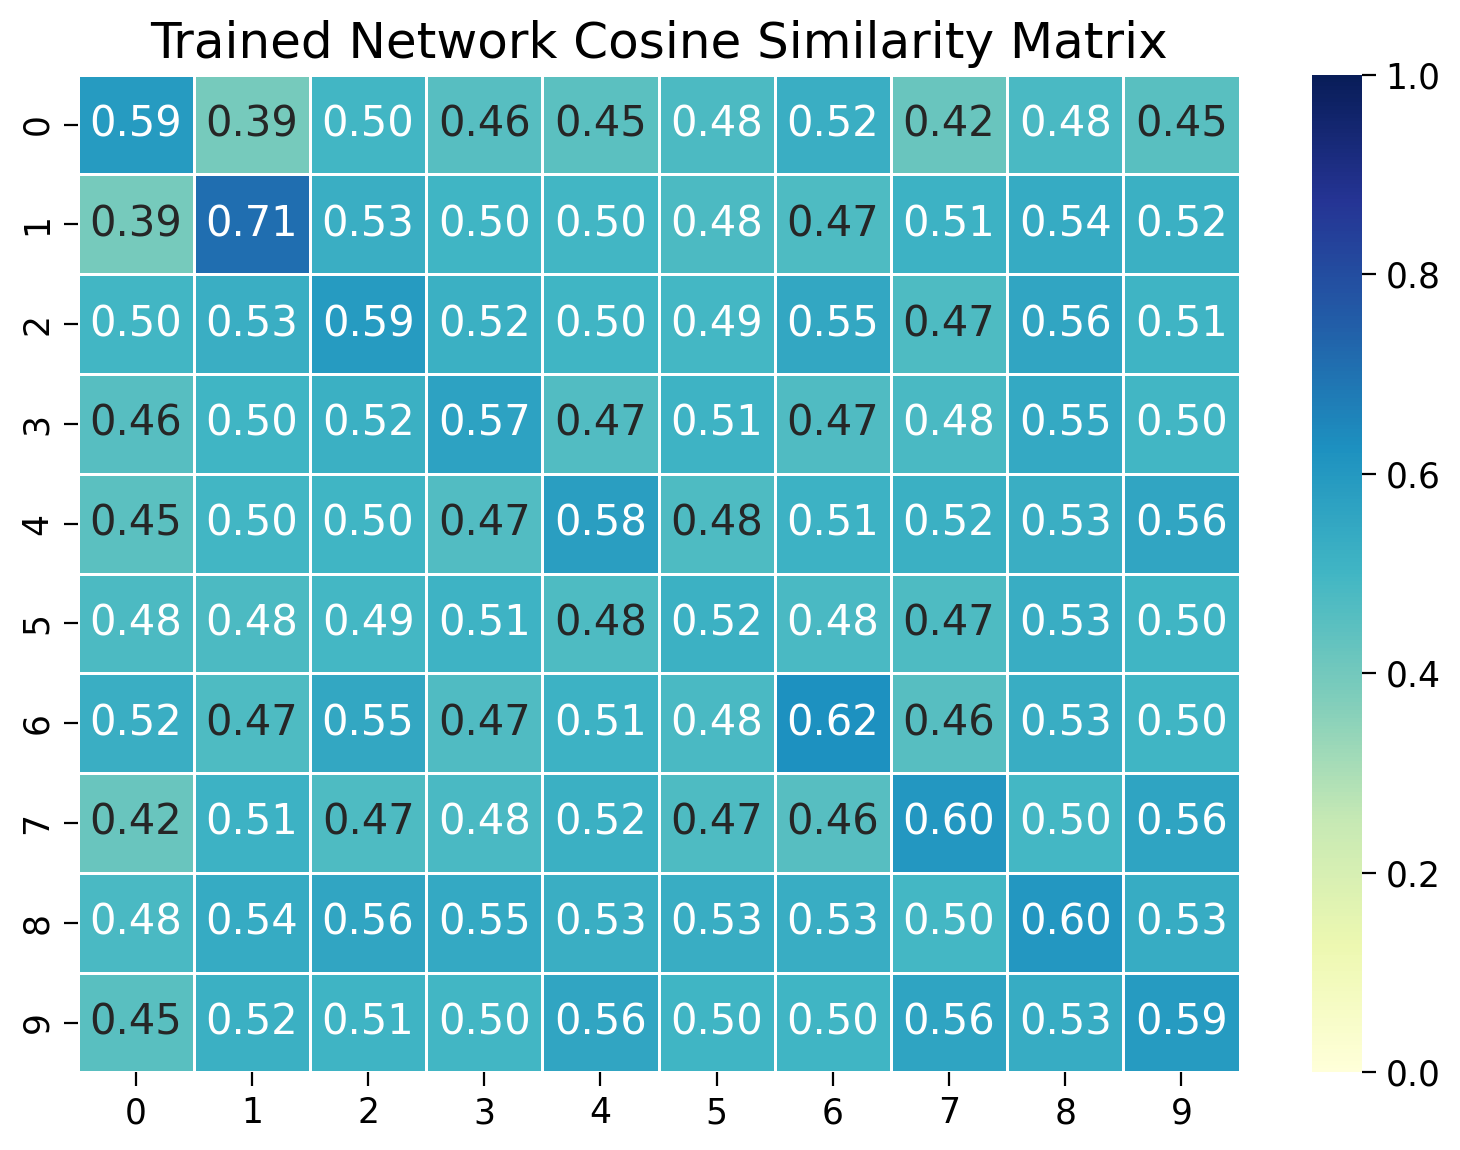 Trained Network Cosine Similarity Matrix
0 0.59 0.39 0.50 0.46 0.45 0.48 0.52 0.42 0.48 0.45
1 0.39 0.71 0.53 0.50 0.50 0.48 0.47 0.51 0.54 0.52
2 0.50 0.53 0.59 0.52 0.50 0.49 0.55 0.47 0.56 0.51
3 0.46 0.50 0.52 0.57 0.47 0.51 0.47 0.48 0.55 0.50
4 0.45 0.50 0.50 0.47 0.58 0.48 0.51 0.52 0.53 0.56
5 0.48 0.48 0.49 0.51 0.48 0.52 0.48 0.47 0.53 0.50
6 0.52 0.47 0.55 0.47 0.51 0.48 0.62 0.46 0.53 0.50
7 0.42 0.51 0.47 0.48 0.52 0.47 0.46 0.60 0.50 0.56
8 0.48 0.54 0.56 0.55 0.53 0.53 0.53 0.50 0.60 0.53
9 0.45 0.52 0.51 0.50 0.56 0.50 0.50 0.56 0.53 0.59
0 1 2 3 4 5 6 7 8 9
1.0
0.8
0.6
0.4
0.2
0.0